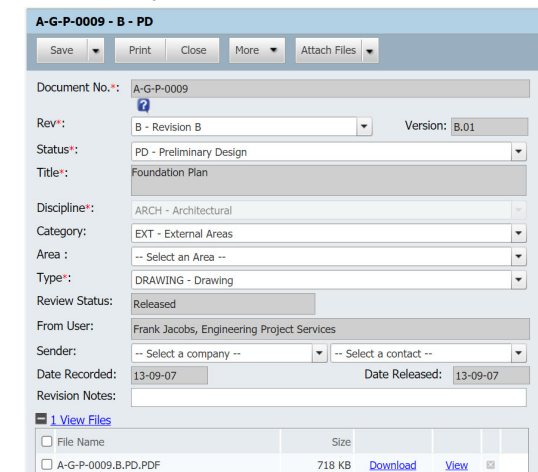 A-G-P-0009 - B - PD
Save Print Close More Attach Files
Document No.*: A-G-P-0009
?
Rev*: B - Revision B Version: B.01
Status*: PD - Preliminary Design
Title*: Foundation Plan
Discipline*: ARCH - Architectural
Category: EXT - External Areas
Area : -- Select an Area --
Type*: DRAWING - Drawing
Review Status: Released
From User: Frank Jacobs, Engineering Project Services
Sender: -- Select a company -- -- Select a contact --
Date Recorded: 13-09-07 Date Released: 13-09-07
Revision Notes:
1 View Files
File Name Size
A-G-P-0009.B.PD.PDF 718 KB Download View